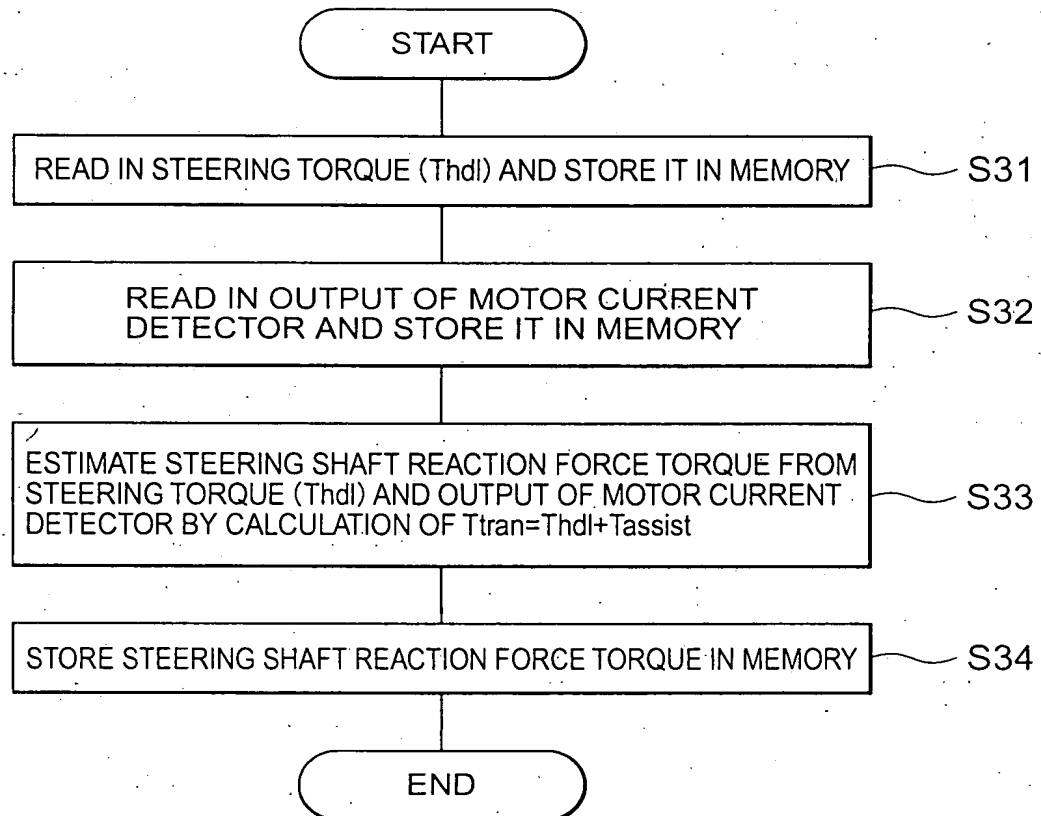 START
READ IN STEERING TORQUE (Thdl) AND STORE IT IN MEMORY
S31
READ IN OUTPUT OF MOTOR CURRENT
DETECTOR AND STORE IT IN MEMORY
S32
ESTIMATE STEERING SHAFT REACTION FORCE TORQUE FROM
STEERING TORQUE (Thdl) AND OUTPUT OF MOTOR CURRENT
DETECTOR BY CALCULATION OF Ttran=Thdl+Tassist
S33
STORE STEERING SHAFT REACTION FORCE TORQUE IN MEMORY
S34
END